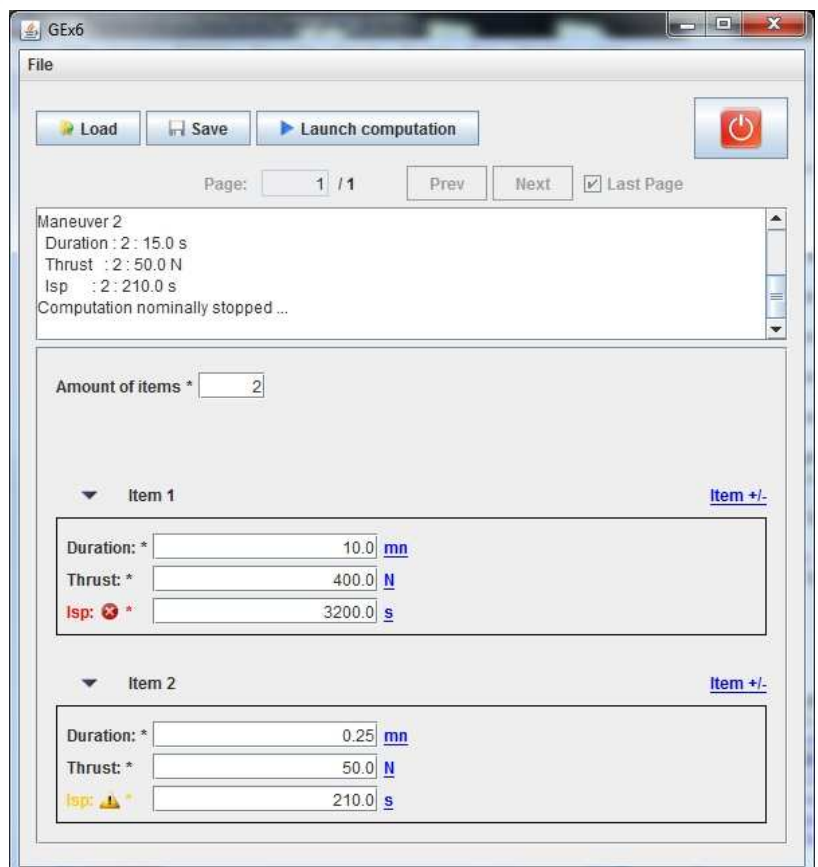 GEx6
File
Load Save Launch computation
Page: 1 / 1 Prev Next Last Page
Maneuver 2
Duration : 2 : 15.0 s
Thrust : 2 : 50.0 N
Isp : 2 : 210.0 s
Computation nominally stopped ...
Amount of items * 2
Item 1 Item +/-
Duration: * 10.0 mn
Thrust: * 400.0 N
Isp: * 3200.0 s
Item 2 Item +/-
Duration: * 0.25 mn
Thrust: * 50.0 N
Isp: * 210.0 s